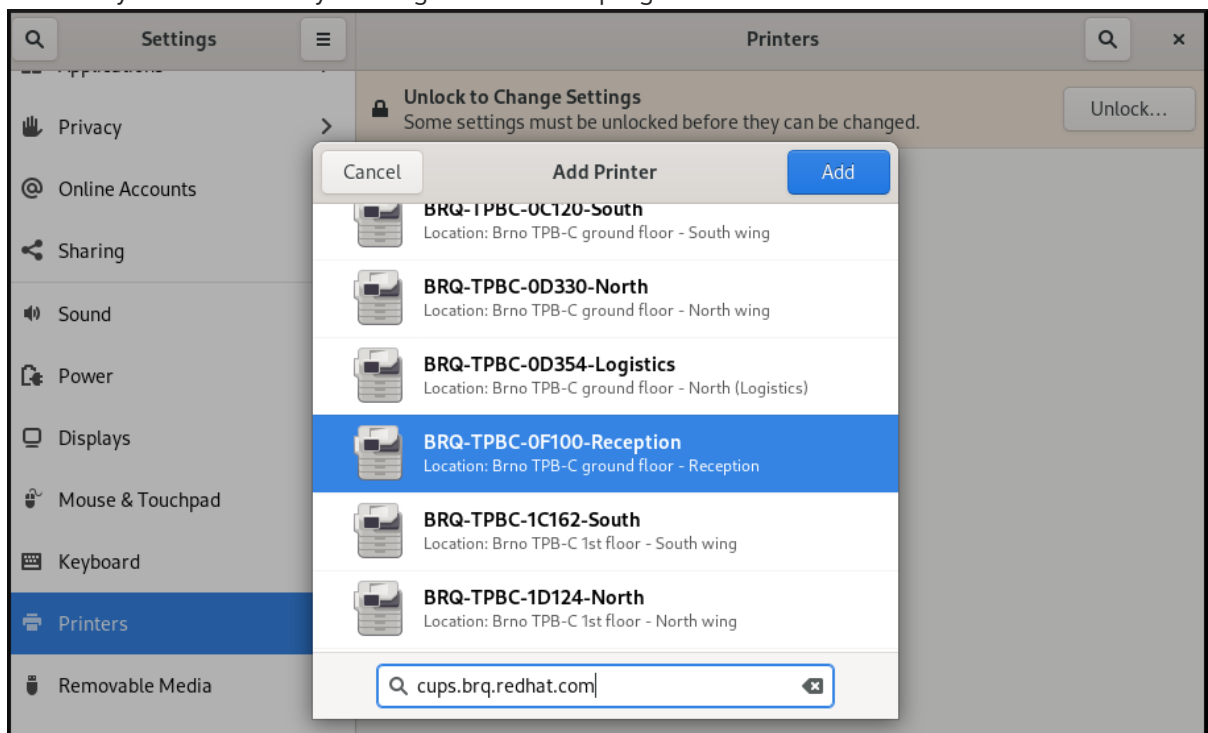 Settings
Printers
Privacy
Online Accounts
Sharing
Sound
Power
Displays
Mouse & Touchpad
Keyboard
Printers
Removable Media
Unlock to Change Settings
Some settings must be unlocked before they can be changed.
Unlock...
Cancel
Add Printer
Add
BRQ-TPBC-0C120-South
Location: Brno TPB-C ground floor - South wing
BRQ-TPBC-0D330-North
Location: Brno TPB-C ground floor - North wing
BRQ-TPBC-0D354-Logistics
Location: Brno TPB-C ground floor - North (Logistics)
BRQ-TPBC-0F100-Reception
Location: Brno TPB-C ground floor - Reception
BRQ-TPBC-1C162-South
Location: Brno TPB-C 1st floor - South wing
BRQ-TPBC-1D124-North
Location: Brno TPB-C 1st floor - North wing
cups.brq.redhat.com